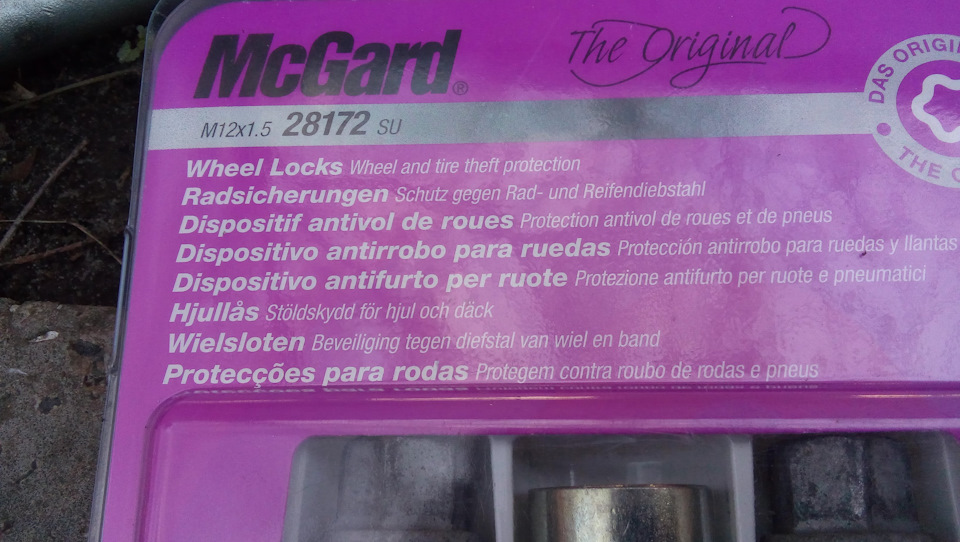 McGard®
The Original
M12x1.5 28172 SU
DAS ORIGI
THE O
Wheel Locks Wheel and tire theft protection
Radsicherungen Schutz gegen Rad- und Reifendiebstahl
Dispositif antivol de roues Protection antivol de roues et de pneus
Dispositivo antirrobo para ruedas Protección antirrobo para ruedas y llantas
Dispositivo antifurto per ruote Protezione antifurto per ruote e pneumatici
Hjullås Stöldskydd för hjul och däck
Wielsloten Beveiliging tegen diefstal van wiel en band
Protecções para rodas Protegem contra roubo de rodas e pneus